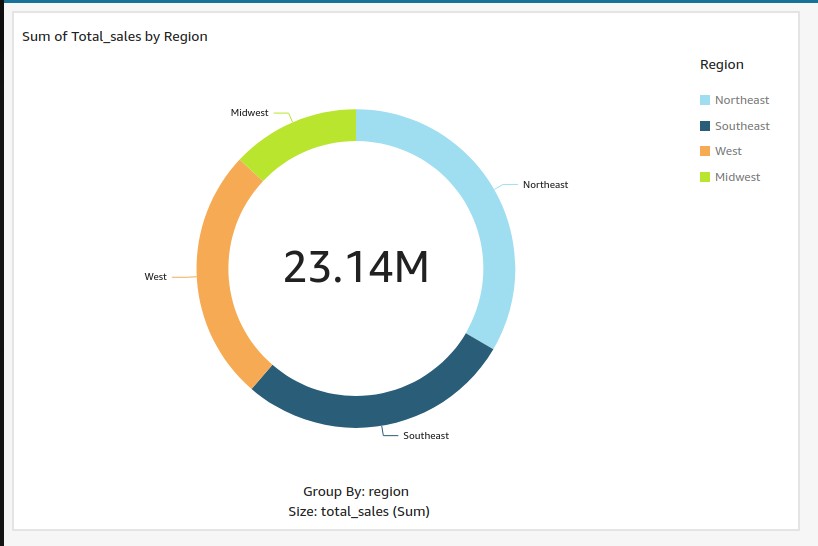 Sum of Total_sales by Region
Region
Northeast
Southeast
West
Midwest
Midwest
Northeast
23.14M
West
Southeast
Group By: region
Size: total_sales (Sum)